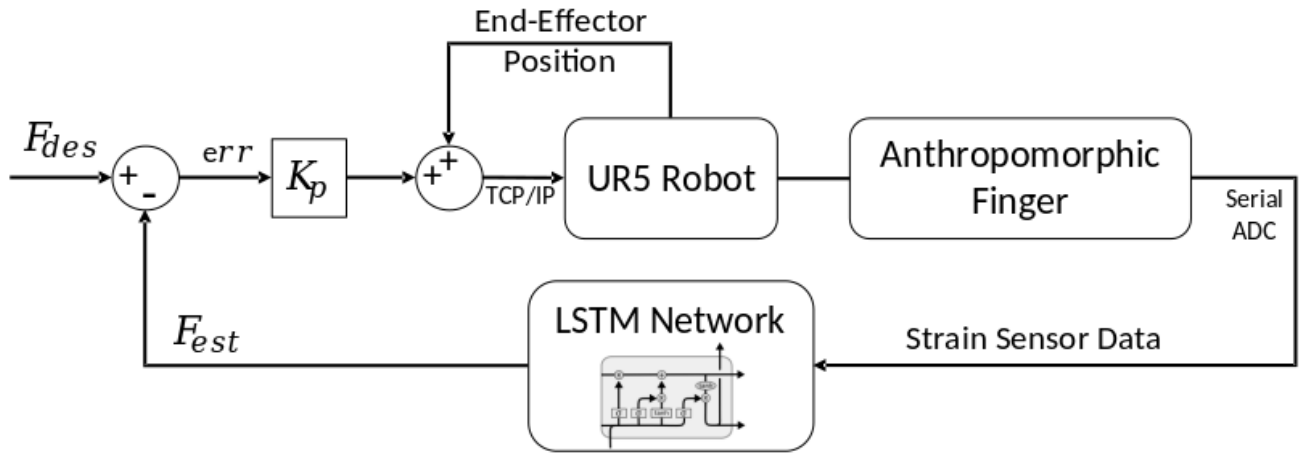 End-Effector
Position
F_des
+
-
err
K_p
+
+
TCP/IP
UR5 Robot
Anthropomorphic
Finger
Serial
ADC
F_est
LSTM Network
Strain Sensor Data